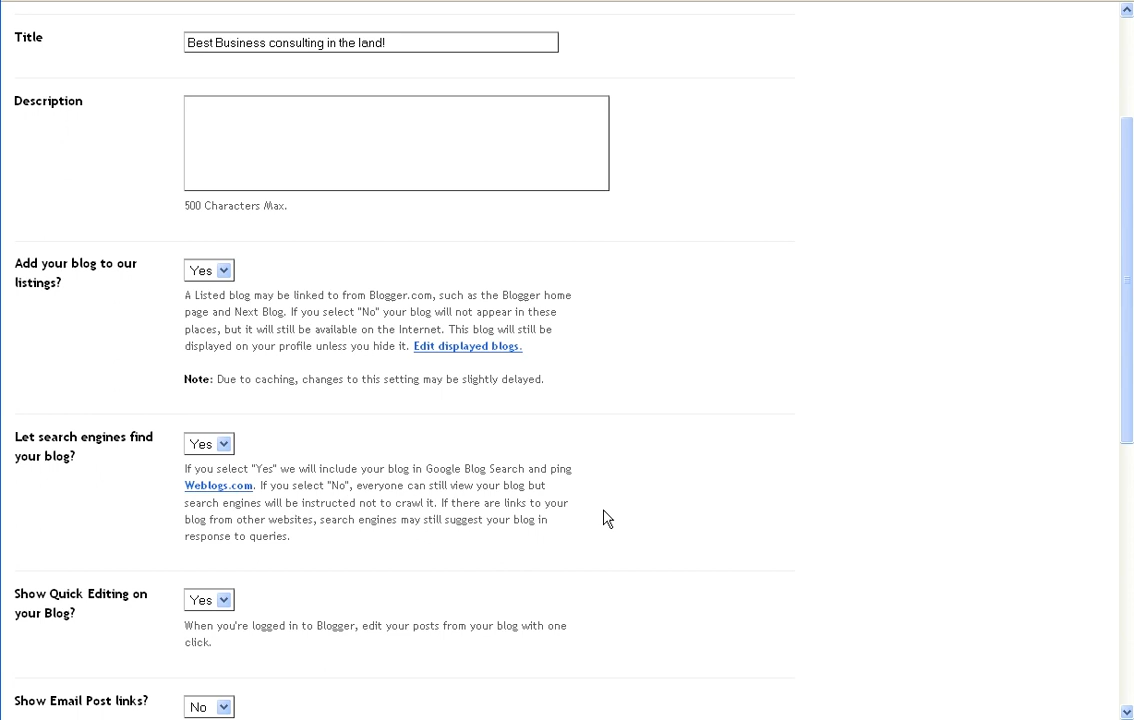 Title
Best Business consulting in the land!
Description
500 Characters Max.
Add your blog to our
listings?
Yes
A Listed blog may be linked to from Blogger.com, such as the Blogger home
page and Next Blog. If you select "No" your blog will not appear in these
places, but it will still be available on the Internet. This blog will still be
displayed on your profile unless you hide it. Edit displayed blogs.
Note: Due to caching, changes to this setting may be slightly delayed.
Let search engines find
your blog?
Yes
If you select "Yes" we will include your blog in Google Blog Search and ping
Weblogs.com. If you select "No", everyone can still view your blog but
search engines will be instructed not to crawl it. If there are links to your
blog from other websites, search engines may still suggest your blog in
response to queries.
Show Quick Editing on
your Blog?
Yes
When you're logged in to Blogger, edit your posts from your blog with one
click.
Show Email Post links?
No